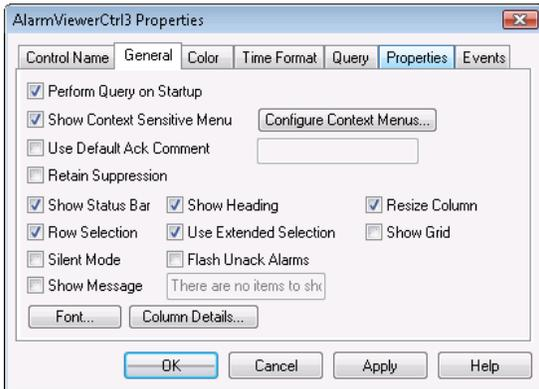 AlarmViewerCtrl3 Properties
Control Name General Color Time Format Query Properties Events
Perform Query on Startup
Show Context Sensitive Menu Configure Context Menus...
Use Default Ack Comment
Retain Suppression
Show Status Bar Show Heading Resize Column
Row Selection Use Extended Selection Show Grid
Silent Mode Flash Unack Alarms
Show Message There are no items to sho
Font... Column Details...
OK Cancel Apply Help